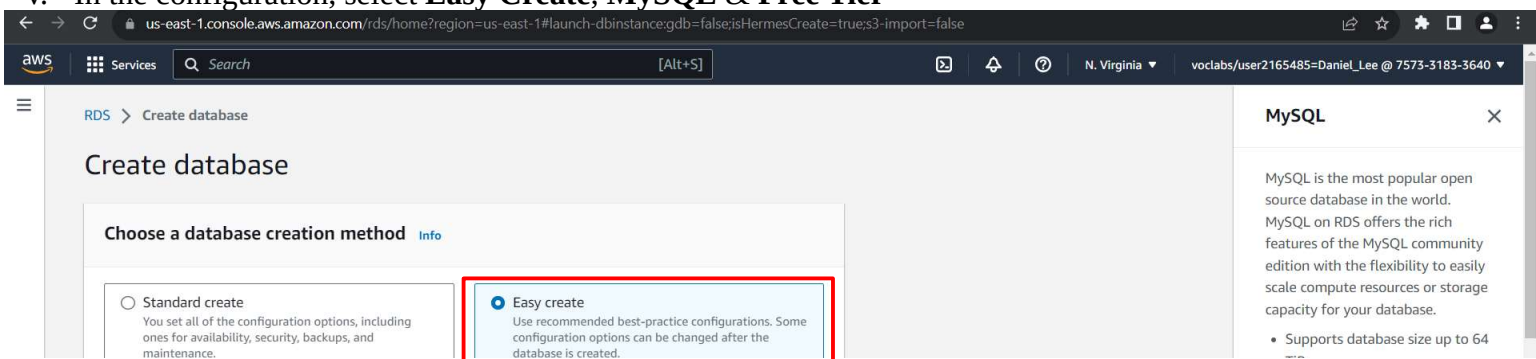 v. In the configuration, select Easy Create, MySQL & Free Tier
us-east-1.console.aws.amazon.com/rds/home?region=us-east-1#launch-dbinstance:gdb=false;isHermesCreate=true;s3-import=false
aws
Services
Search
[Alt+S]
N. Virginia ▼
voclabs/user2165485=Daniel_Lee @ 7573-3183-3640 ▼
RDS > Create database
Create database
Choose a database creation method Info
Standard create
You set all of the configuration options, including
ones for availability, security, backups, and
maintenance.
Easy create
Use recommended best-practice configurations. Some
configuration options can be changed after the
database is created.
MySQL
MySQL is the most popular open
source database in the world.
MySQL on RDS offers the rich
features of the MySQL community
edition with the flexibility to easily
scale compute resources or storage
capacity for your database.
• Supports database size up to 64